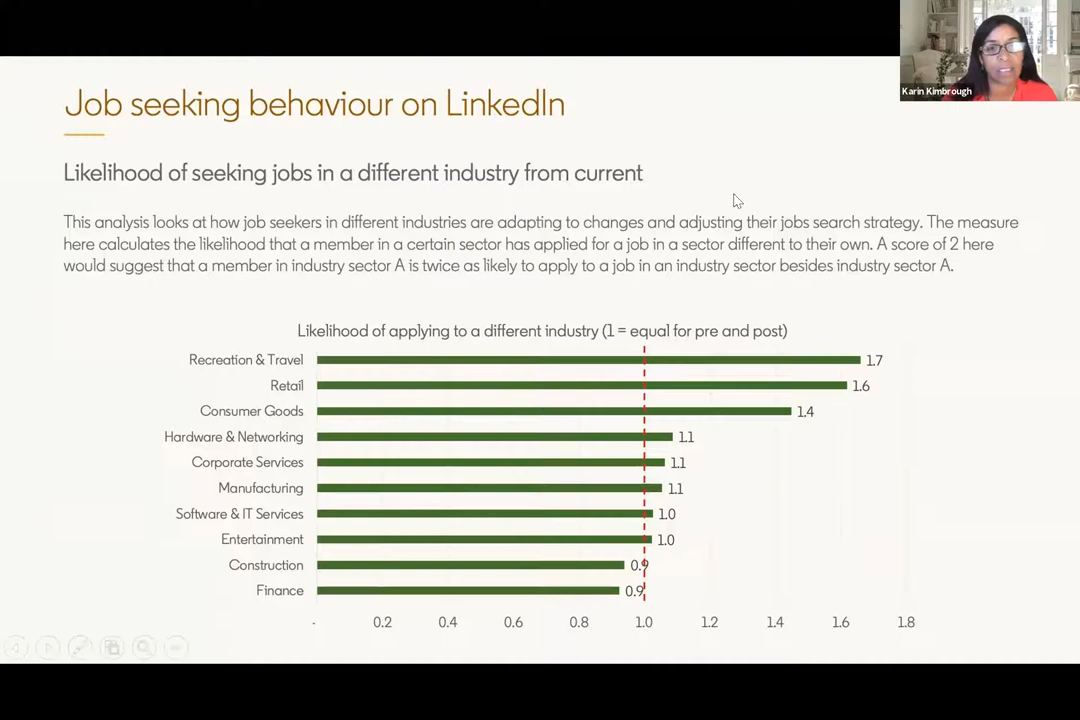 Karin Kimbrough
Job seeking behaviour on LinkedIn
Likelihood of seeking jobs in a different industry from current
This analysis looks at how job seekers in different industries are adapting to changes and adjusting their jobs search strategy. The measure
here calculates the likelihood that a member in a certain sector has applied for a job in a sector different to their own. A score of 2 here
would suggest that a member in industry sector A is twice as likely to apply to a job in an industry sector besides industry sector A.
Likelihood of applying to a different industry (1 = equal for pre and post)
Recreation & Travel 1.7
Retail 1.6
Consumer Goods 1.4
Hardware & Networking 1.1
Corporate Services 1.1
Manufacturing 1.1
Software & IT Services 1.0
Entertainment 1.0
Construction 0.9
Finance 0.9
- 0.2 0.4 0.6 0.8 1.0 1.2 1.4 1.6 1.8